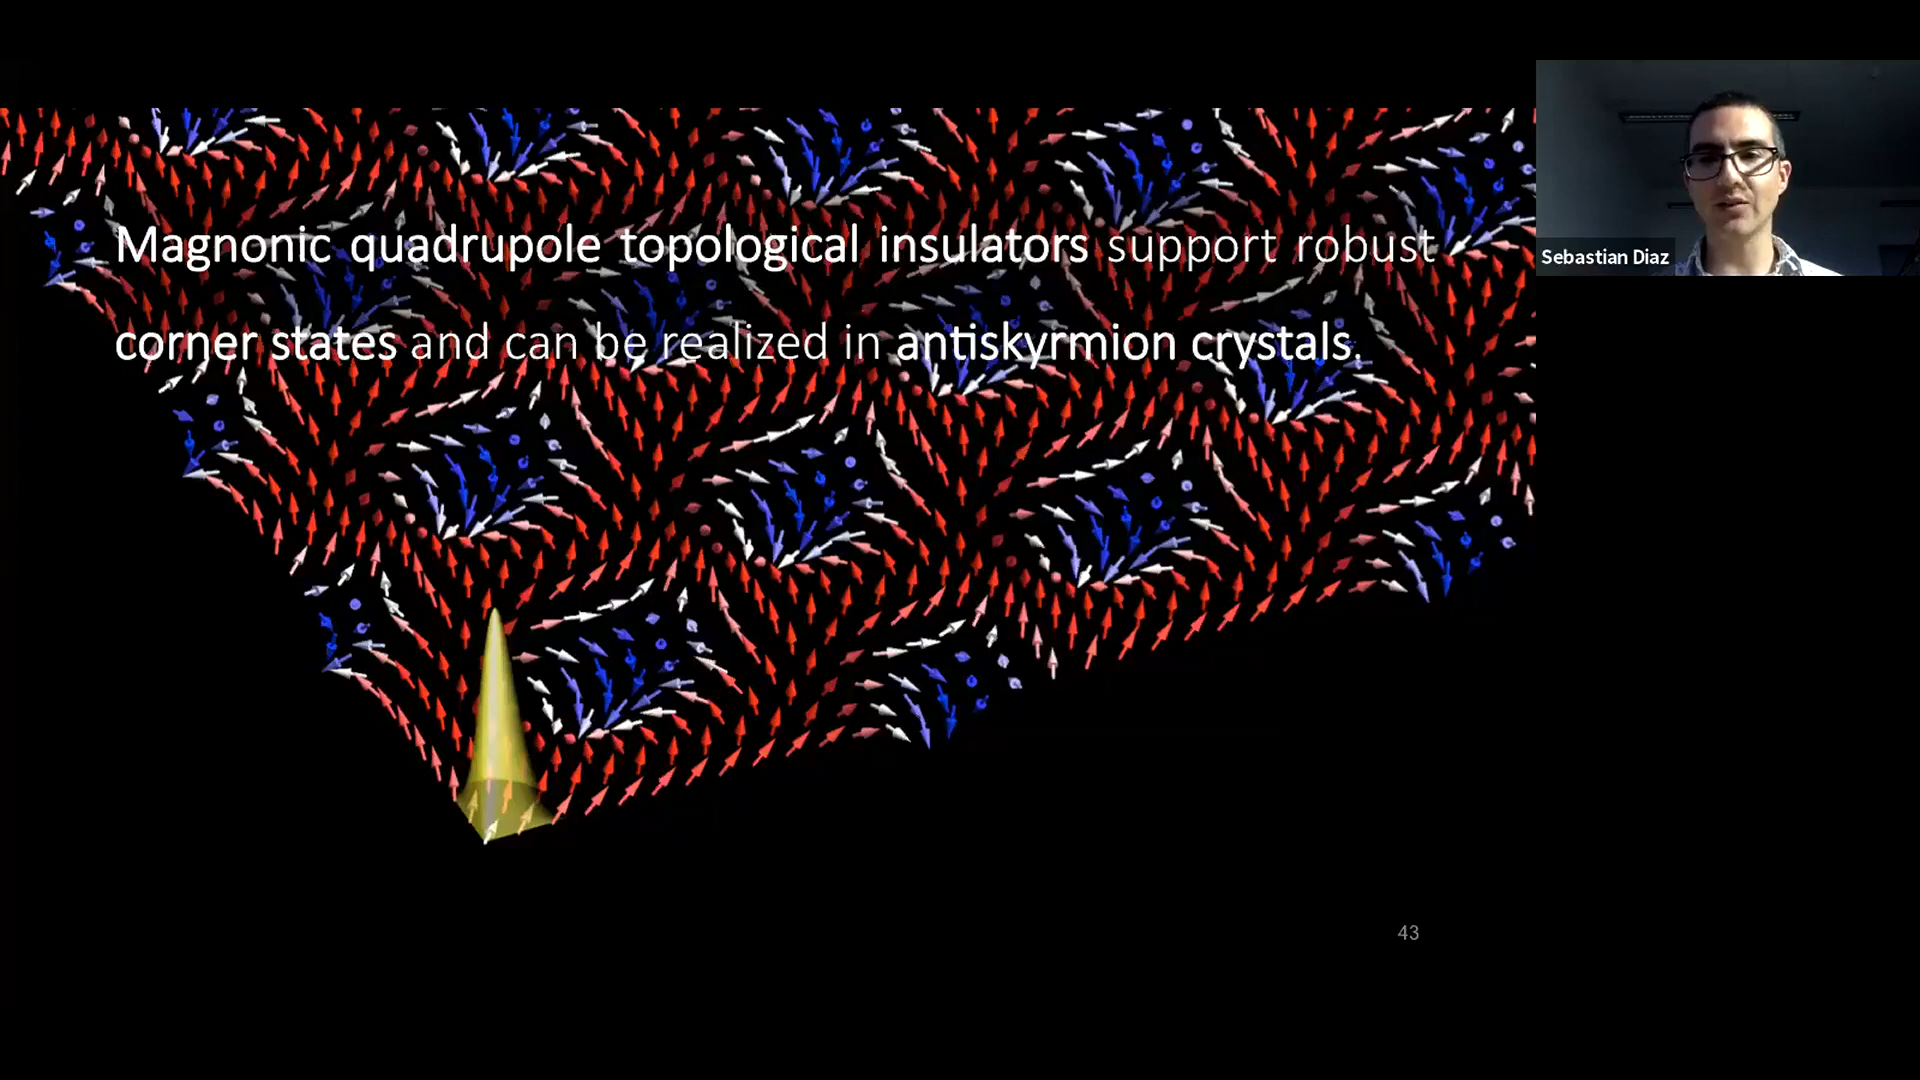 Magnonic quadrupole topological insulators support robust
corner states and can be realized in antiskyrmion crystals.
Sebastian Diaz
43